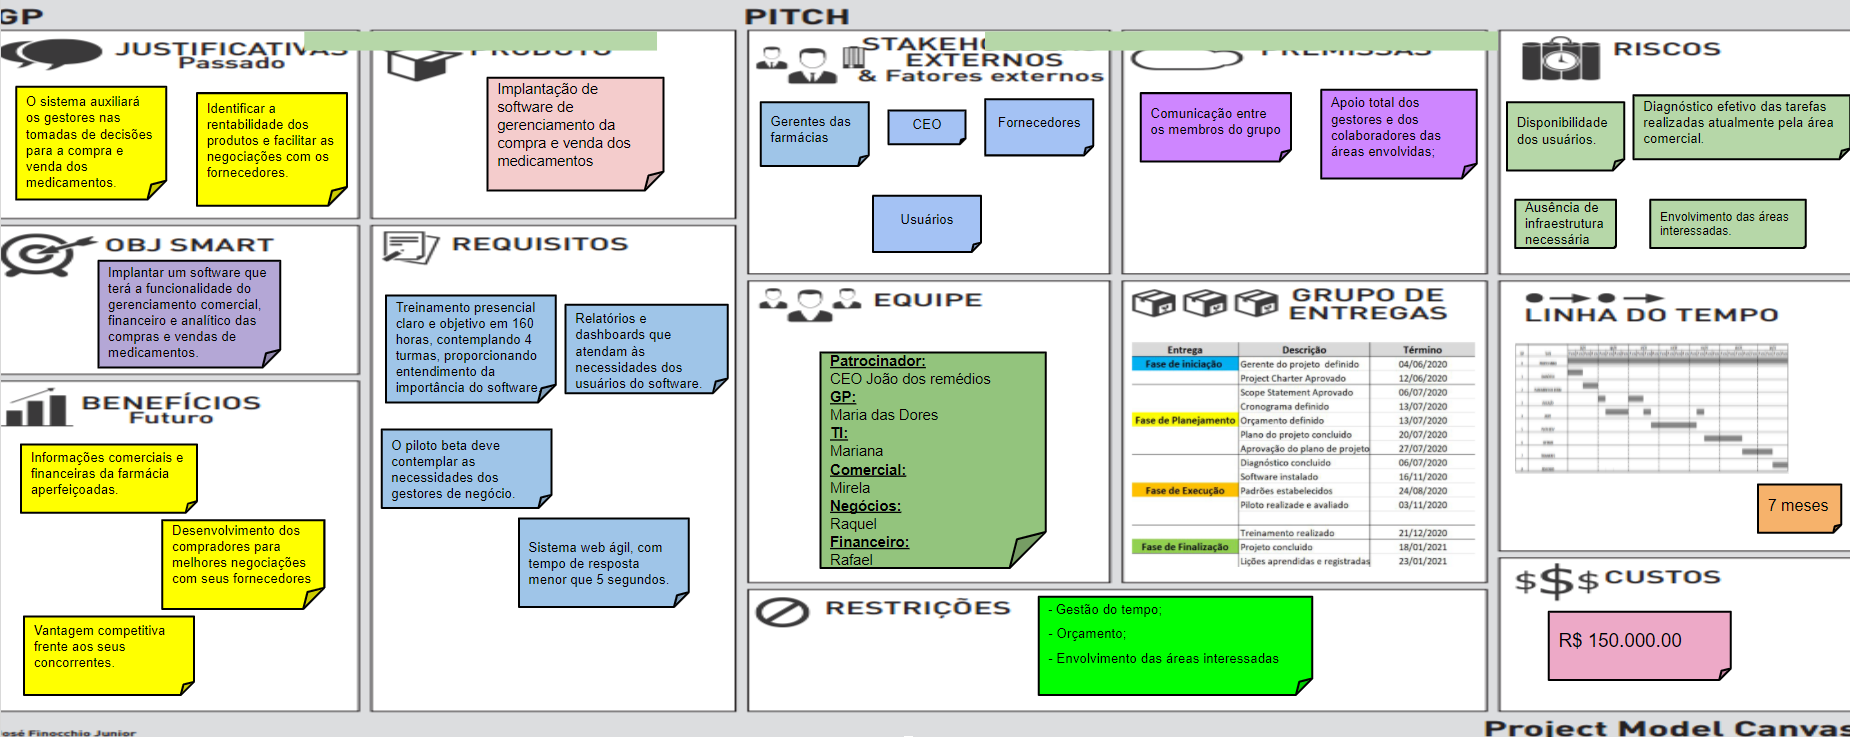 GP
PITCH
JUSTIFICATIVAS
Passado
O sistema auxiliará
os gestores nas
tomadas de decisões
para a compra e
venda dos
medicamentos.
Identificar a
rentabilidade dos
produtos e facilitar as
negociações com os
fornecedores.
PRODUTO
Implantação de
software de
gerenciamento da
compra e venda dos
medicamentos
STAKEHO
EXTERNOS
& Fatores externos
Gerentes das
farmácias
CEO
Fornecedores
Usuários
PREMISSAS
Comunicação entre
os membros do grupo
Apoio total dos
gestores e dos
colaboradores das
áreas envolvidas;
RISCOS
Disponibilidade
dos usuários.
Diagnóstico efetivo das tarefas
realizadas atualmente pela área
comercial.
Ausência de
infraestrutura
necessária
Envolvimento das áreas
interessadas.
OBJ SMART
Implantar um software que
terá a funcionalidade do
gerenciamento comercial,
financeiro e analítico das
compras e vendas de
medicamentos.
REQUISITOS
Treinamento presencial
claro e objetivo em 160
horas, contemplando 4
turmas, proporcionando
entendimento da
importância do software
Relatórios e
dashboards que
atendam às
necessidades dos
usuários do software.
O piloto beta deve
contemplar as
necessidades dos
gestores de negócio.
Sistema web ágil, com
tempo de resposta
menor que 5 segundos.
BENEFÍCIOS
Futuro
Informações comerciais e
financeiras da farmácia
aperfeiçoadas.
Desenvolvimento dos
compradores para
melhores negociações
com seus fornecedores
Vantagem competitiva
frente aos seus
concorrentes.
EQUIPE
Patrocinador:
CEO João dos remédios
GP:
Maria das Dores
TI:
Mariana
Comercial:
Mirela
Negócios:
Raquel
Financeiro:
Rafael
GRUPO DE
ENTREGAS
Entrega Descrição Término
Fase de iniciação Gerente do projeto definido 04/06/2020
Project Charter Aprovado 12/06/2020
Scope Statement Aprovado 06/07/2020
Cronograma definido 13/07/2020
Fase de Planejamento Orçamento definido 13/07/2020
Plano do projeto concluido 20/07/2020
Aprovação do plano de projeto 27/07/2020
Diagnóstico concluido 06/07/2020
Software instalado 16/11/2020
Fase de Execução Padrões estabelecidos 24/08/2020
Piloto realizade e avaliado 03/11/2020
Treinamento realizado 21/12/2020
Fase de Finalização Projeto concluido 18/01/2021
Lições aprendidas e registradas 23/01/2021
LINHA DO TEMPO
7 meses
RESTRIÇÕES
- Gestão do tempo;
- Orçamento;
- Envolvimento das áreas interessadas
$ $ $ CUSTOS
R$ 150.000.00
José Finocchio Junior
Project Model Canvas